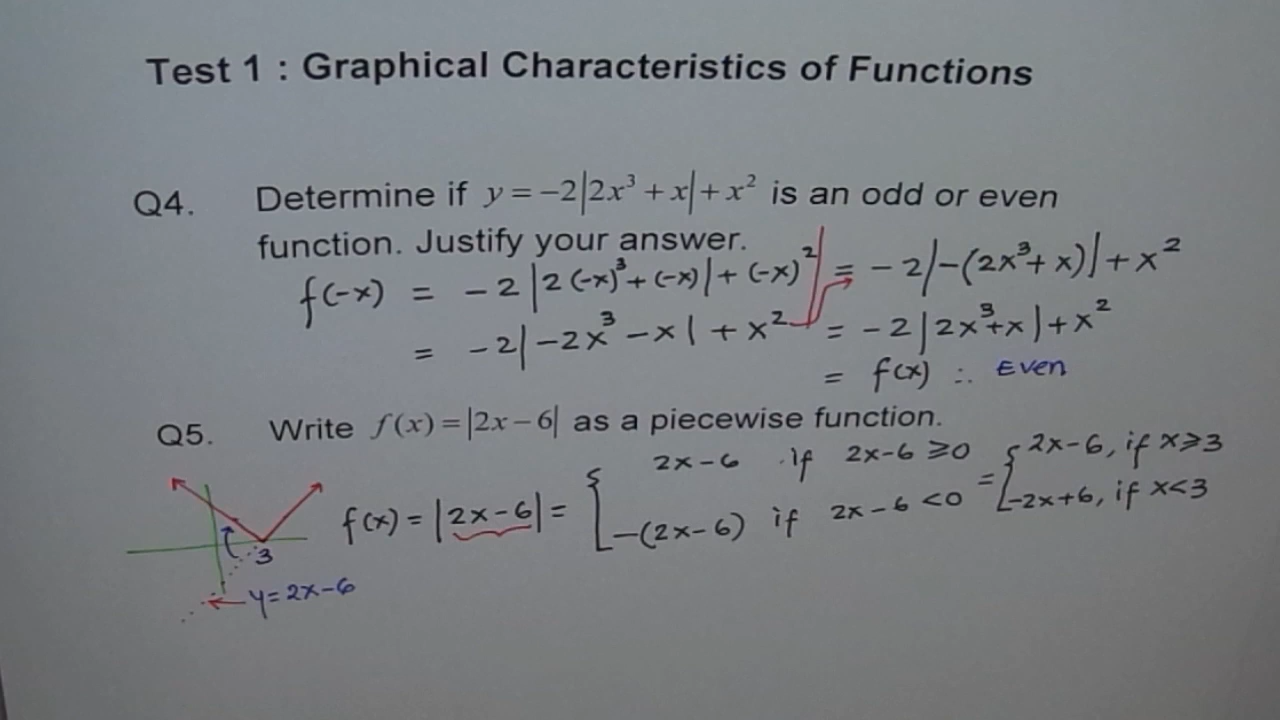 Test 1 : Graphical Characteristics of Functions
Q4. Determine if y = −2|2x³ + x| + x² is an odd or even
function. Justify your answer.
f(-x) = -2|2(-x)³+(-x)|+(-x)² = -2|-(2x³+x)|+x²
= -2|-2x³-x|+x² = -2|2x³+x|+x²
= f(x) ∴ Even
Q5. Write f(x) = |2x − 6| as a piecewise function.
f(x) = |2x-6| = { 2x-6 if 2x-6 ≥0 = { 2x-6, if x≥3
-(2x-6) if 2x-6 <0 -2x+6, if x<3
3
y=2x-6